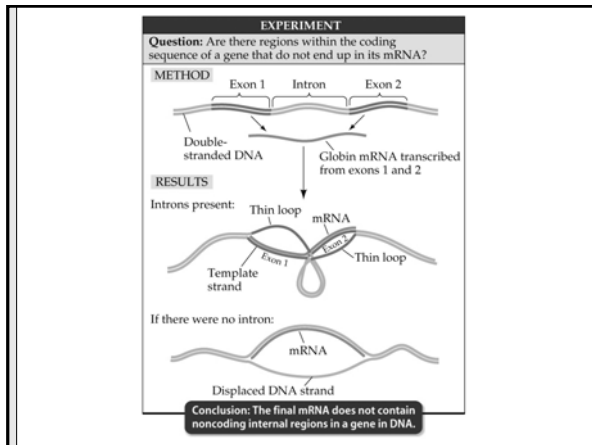 EXPERIMENT
Question: Are there regions within the coding
sequence of a gene that do not end up in its mRNA?
METHOD
Exon 1 Intron Exon 2
Double-
stranded DNA
Globin mRNA transcribed
from exons 1 and 2
RESULTS
Introns present:
Thin loop
mRNA
Exon 1
Exon 2
Thin loop
Template
strand
If there were no intron:
mRNA
Displaced DNA strand
Conclusion: The final mRNA does not contain
noncoding internal regions in a gene in DNA.